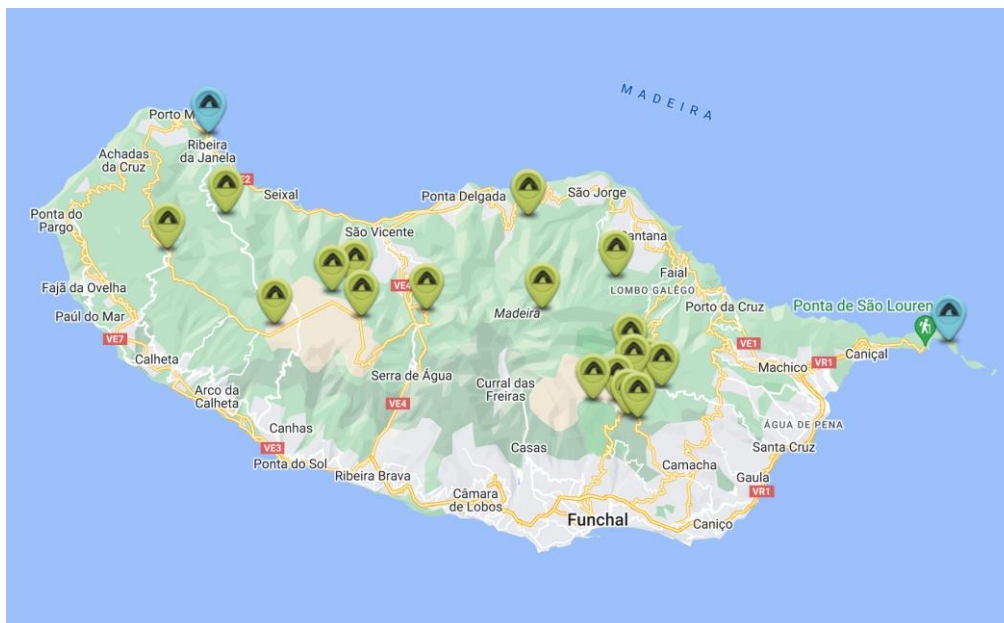 MADEIRA
Porto M
Ribeira
da Janela
Achadas
da Cruz
Seixal
Ponta Delgada
São Jorge
Ponta do
Pargo
São Vicente
Santana
Faial
Fajã da Ovelha
VE4
LOMBO GALÊGO
Madeira
Porto da Cruz
Ponta de São Louren
Paúl do Mar
VE7
VE1
Caniçal
Calheta
Serra de Água
Curral das
Freiras
Machico
VR1
Arco da
Calheta
VE4
Canhas
ÁGUA DE PENA
VE3
Casas
Santa Cruz
Ponta do Sol
Ribeira Brava
Camacha
Gaula
VR1
Câmara
de Lobos
Funchal
Caniço